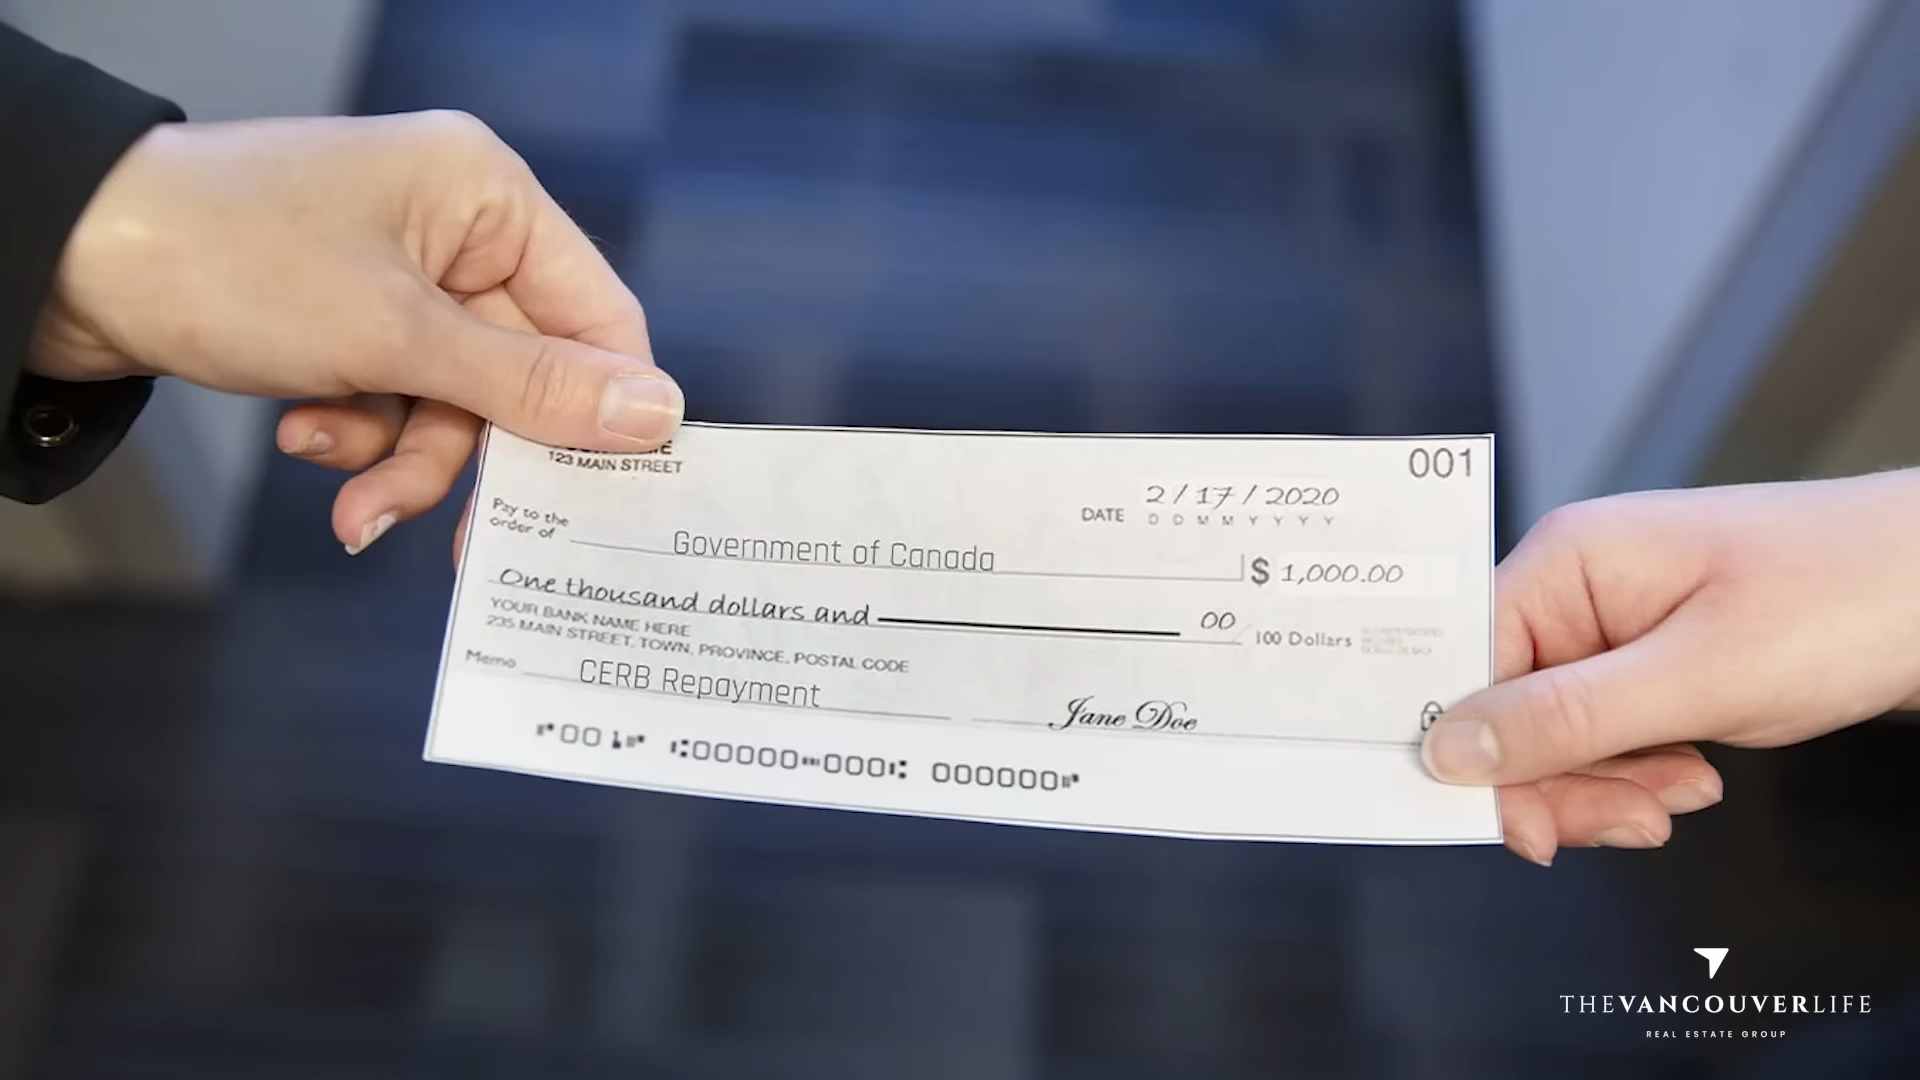 001
123 MAIN STREET
DATE 2 / 17 / 2020
D D M M Y Y Y Y
Pay to the
order of Government of Canada $ 1,000.00
One thousand dollars and 00 100 Dollars
YOUR BANK NAME HERE
235 MAIN STREET, TOWN, PROVINCE, POSTAL CODE
Memo CERB Repayment Jane Doe
⑈001⑈ ⑆00000⑉000⑆ 000000⑈
THEVANCOUVERLIFE
REAL ESTATE GROUP